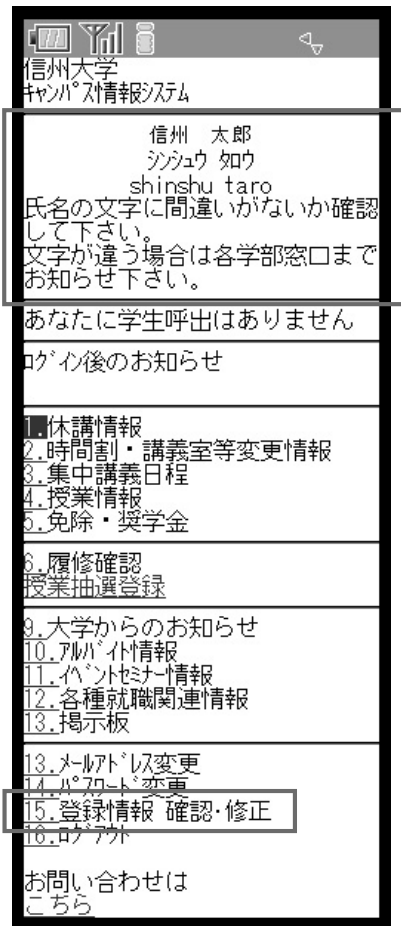 信州大学
ｷｬﾝﾊﾟｽ情報ｼｽﾃﾑ
信州　太郎
ｼﾝｼｭｳ ﾀﾛｳ
shinshu taro
氏名の文字に間違いがないか確認
して下さい。
文字が違う場合は各学部窓口まで
お知らせ下さい。
あなたに学生呼出はありません
ﾛｸﾞｲﾝ後のお知らせ
1.休講情報
2.時間割・講義室等変更情報
3.集中講義日程
4.授業情報
5.免除・奨学金
6.履修確認
授業抽選登録
9.大学からのお知らせ
10.ｱﾙﾊﾞｲﾄ情報
11.ｲﾍﾞﾝﾄｾﾐﾅｰ情報
12.各種就職関連情報
13.掲示板
13.ﾒｰﾙｱﾄﾞﾚｽ変更
14.ﾊﾟｽﾜｰﾄﾞ変更
15.登録情報 確認･修正
16.ﾛｸﾞｱｳﾄ
お問い合わせは
こちら